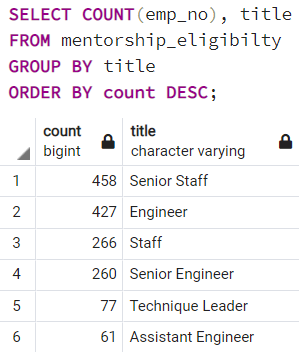 SELECT COUNT(emp_no), title
FROM mentorship_eligibilty
GROUP BY title
ORDER BY count DESC;
count title
bigint character varying
1 458 Senior Staff
2 427 Engineer
3 266 Staff
4 260 Senior Engineer
5 77 Technique Leader
6 61 Assistant Engineer